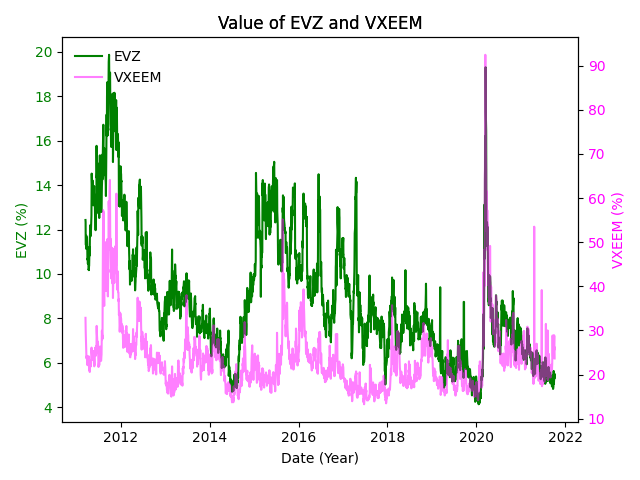 Value of EVZ and VXEEM
EVZ
VXEEM
EVZ (%)
20
18
16
14
12
10
8
6
4
VXEEM (%)
90
80
70
60
50
40
30
20
10
2012 2014 2016 2018 2020 2022
Date (Year)